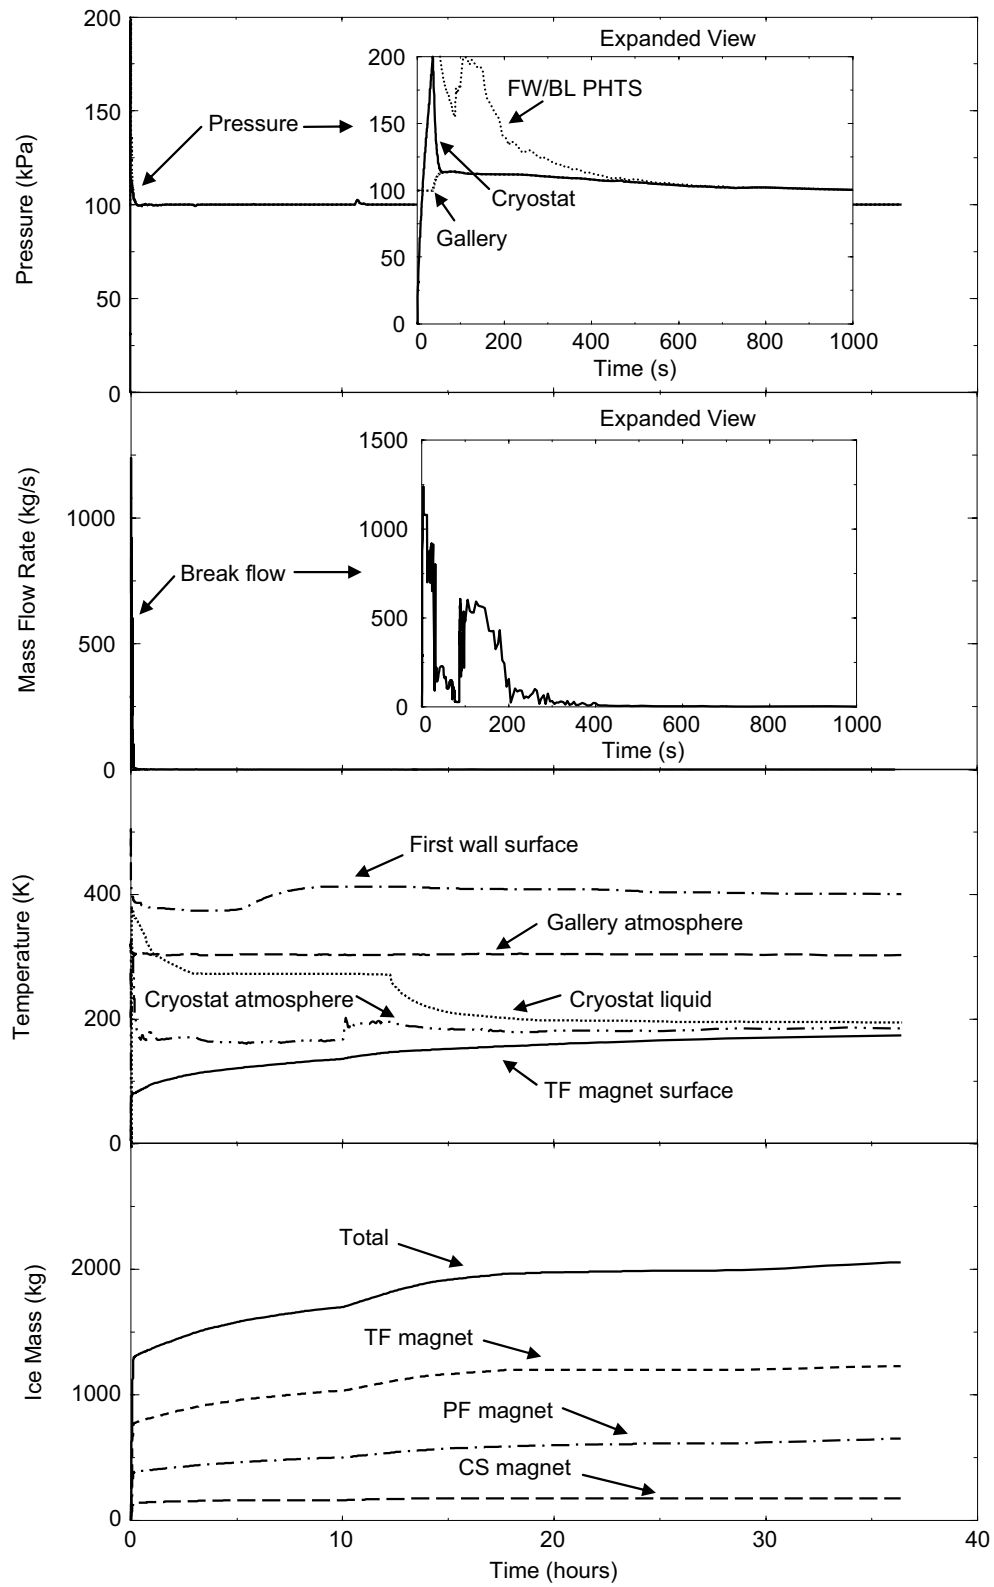 200
150
100
50
0
Pressure (kPa)
Pressure
Expanded View
200
150
100
50
0
FW/BL PHTS
Cryostat
Gallery
0 200 400 600 800 1000
Time (s)
1000
500
0
Mass Flow Rate (kg/s)
Break flow
Expanded View
1500
1000
500
0
0 200 400 600 800 1000
Time (s)
400
200
0
Temperature (K)
First wall surface
Gallery atmosphere
Cryostat atmosphere
Cryostat liquid
TF magnet surface
2000
1000
0
Ice Mass (kg)
Total
TF magnet
PF magnet
CS magnet
0 10 20 30 40
Time (hours)